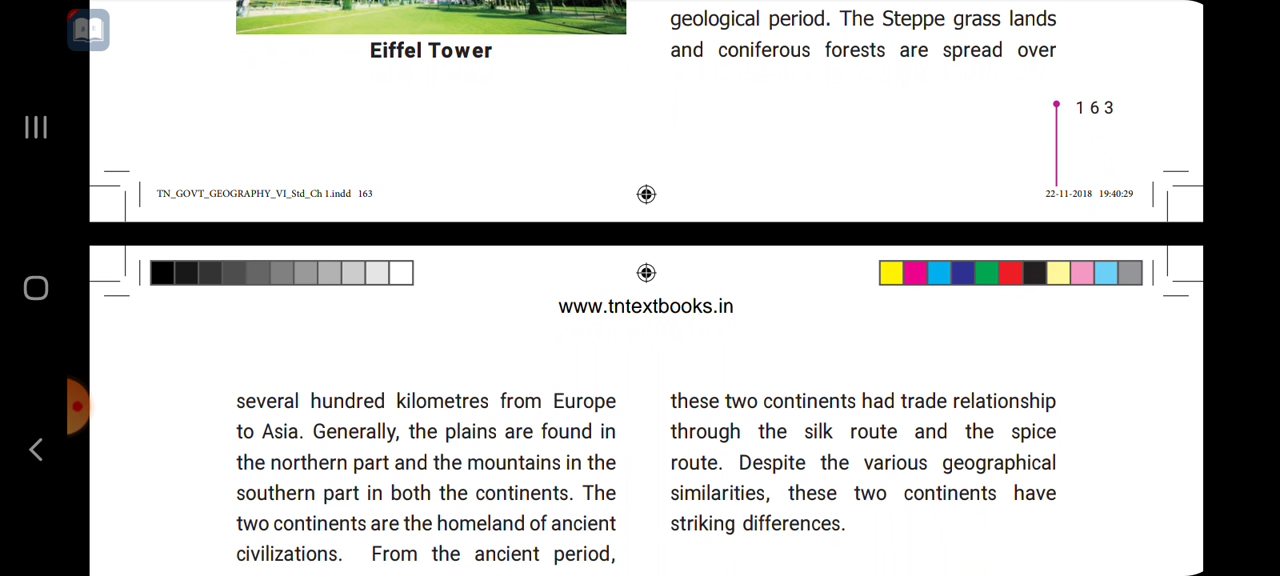 Eiffel Tower
geological period. The Steppe grass lands
and coniferous forests are spread over
163
TN_GOVT_GEOGRAPHY_VI_Std_Ch 1.indd 163
22-11-2018 19:40:29
www.tntextbooks.in
several hundred kilometres from Europe
to Asia. Generally, the plains are found in
the northern part and the mountains in the
southern part in both the continents. The
two continents are the homeland of ancient
civilizations. From the ancient period,
these two continents had trade relationship
through the silk route and the spice
route. Despite the various geographical
similarities, these two continents have
striking differences.